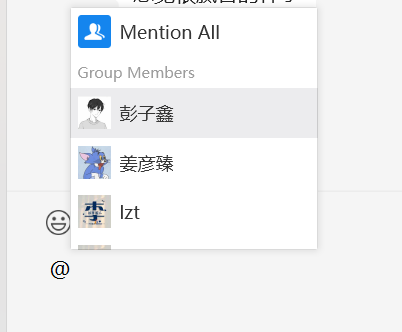 Mention All
Group Members
彭子鑫
姜彦臻
lzt
@